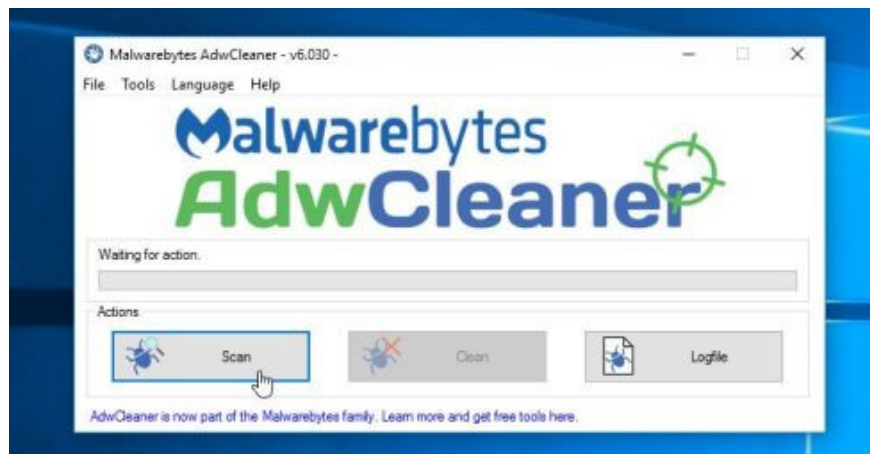 Malwarebytes AdwCleaner - v6.030 -
File Tools Language Help
Malwarebytes
AdwCleaner
Waiting for action.
Actions
Scan Clean Logfile
AdwCleaner is now part of the Malwarebytes family. Learn more and get free tools here.